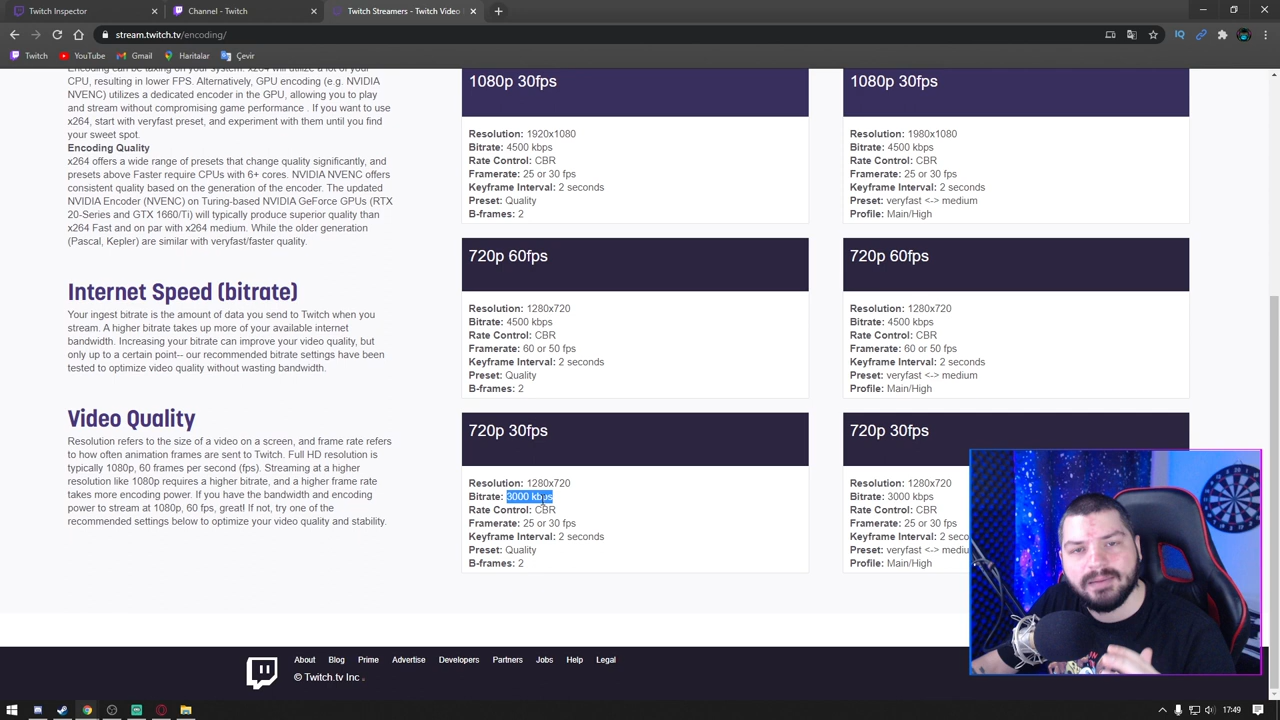 Twitch Inspector
Channel - Twitch
Twitch Streamers - Twitch Video
stream.twitch.tv/encoding/
Twitch
YouTube
Gmail
Haritalar
Çevir
Encoding can be taxing on your system. x264 will utilize a lot of your
CPU, resulting in lower FPS. Alternatively, GPU encoding (e.g. NVIDIA
NVENC) utilizes a dedicated encoder in the GPU, allowing you to play
and stream without compromising game performance . If you want to use
x264, start with veryfast preset, and experiment with them until you find
your sweet spot.
Encoding Quality
x264 offers a wide range of presets that change quality significantly, and
presets above Faster require CPUs with 6+ cores. NVIDIA NVENC offers
consistent quality based on the generation of the encoder. The updated
NVIDIA Encoder (NVENC) on Turing-based NVIDIA GeForce GPUs (RTX
20-Series and GTX 1660/Ti) will typically produce superior quality than
x264 Fast and on par with x264 medium. While the older generation
(Pascal, Kepler) are similar with veryfast/faster quality.
Internet Speed (bitrate)
Your ingest bitrate is the amount of data you send to Twitch when you
stream. A higher bitrate takes up more of your available internet
bandwidth. Increasing your bitrate can improve your video quality, but
only up to a certain point-- our recommended bitrate settings have been
tested to optimize video quality without wasting bandwidth.
Video Quality
Resolution refers to the size of a video on a screen, and frame rate refers
to how often animation frames are sent to Twitch. Full HD resolution is
typically 1080p, 60 frames per second (fps). Streaming at a higher
resolution like 1080p requires a higher bitrate, and a higher frame rate
takes more encoding power. If you have the bandwidth and encoding
power to stream at 1080p, 60 fps, great! If not, try one of the
recommended settings below to optimize your video quality and stability.
1080p 30fps
Resolution: 1920x1080
Bitrate: 4500 kbps
Rate Control: CBR
Framerate: 25 or 30 fps
Keyframe Interval: 2 seconds
Preset: Quality
B-frames: 2
720p 60fps
Resolution: 1280x720
Bitrate: 4500 kbps
Rate Control: CBR
Framerate: 60 or 50 fps
Keyframe Interval: 2 seconds
Preset: Quality
B-frames: 2
720p 30fps
Resolution: 1280x720
Bitrate: 3000 kbps
Rate Control: CBR
Framerate: 25 or 30 fps
Keyframe Interval: 2 seconds
Preset: Quality
B-frames: 2
1080p 30fps
Resolution: 1980x1080
Bitrate: 4500 kbps
Rate Control: CBR
Framerate: 25 or 30 fps
Keyframe Interval: 2 seconds
Preset: veryfast <-> medium
Profile: Main/High
720p 60fps
Resolution: 1280x720
Bitrate: 4500 kbps
Rate Control: CBR
Framerate: 60 or 50 fps
Keyframe Interval: 2 seconds
Preset: veryfast <-> medium
Profile: Main/High
720p 30fps
Resolution: 1280x720
Bitrate: 3000 kbps
Rate Control: CBR
Framerate: 25 or 30 fps
Keyframe Interval: 2 seco
Preset: veryfast <-> mediu
Profile: Main/High
About Blog Prime Advertise Developers Partners Jobs Help Legal
© Twitch.tv Inc .
17:49